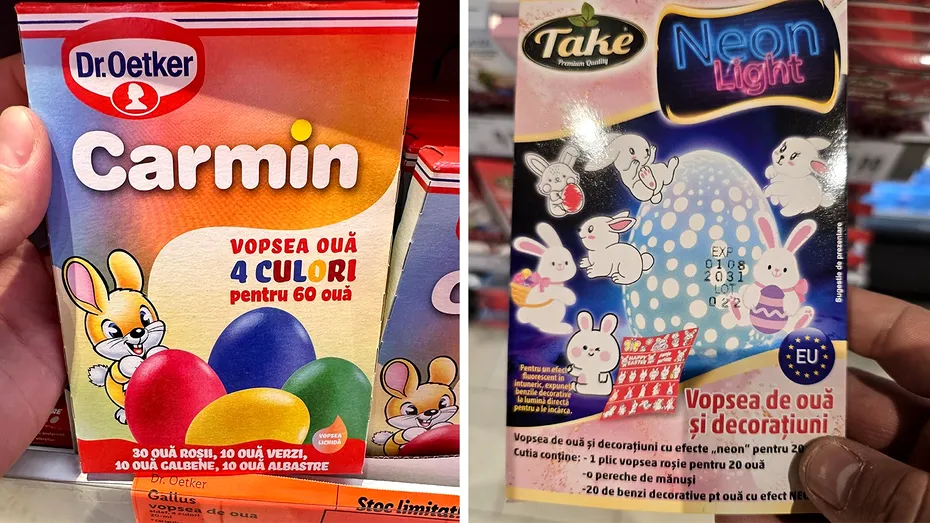 Dr. Oetker
Carmin
VOPSEA OUĂ
4 CULORI
pentru 60 ouă
VOPSEA
LICHIDĂ
30 OUĂ ROȘII, 10 OUĂ VERZI,
10 OUĂ GALBENE, 10 OUĂ ALBASTRE
Dr. Oetker
Gallus
vopsea de oua
Stoc limitat
Take
Premium Quality
Neon
Light
EXP
0108
2031
LOT
022
Sugestie de prezentare
HAPPY
EASTER
EU
Pentru un efect
fluorescent în
întuneric, expuneți
benzile decorative
la lumină directă
pentru a le încărca.
Vopsea de ouă
și decorațiuni
Vopsea de ouă și decorațiuni cu efecte „neon” pentru 20
Cutia conține: - 1 plic vopsea roșie pentru 20 ouă
-o pereche de mănuși
-20 de benzi decorative pt ouă cu efect NEO